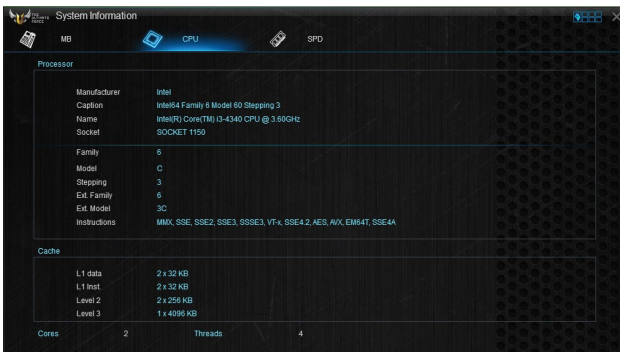 THE ULTIMATE FORCE
System Information
MB CPU SPD
Processor
Manufacturer Intel
Caption Intel64 Family 6 Model 60 Stepping 3
Name Intel(R) Core(TM) i3-4340 CPU @ 3.60GHz
Socket SOCKET 1150
Family 6
Model C
Stepping 3
Ext. Family 6
Ext. Model 3C
Instructions MMX, SSE, SSE2, SSE3, SSSE3, VT-x, SSE4.2, AES, AVX, EM64T, SSE4A
Cache
L1 data 2 x 32 KB
L1 Inst. 2 x 32 KB
Level 2 2 x 256 KB
Level 3 1 x 4096 KB
Cores 2 Threads 4